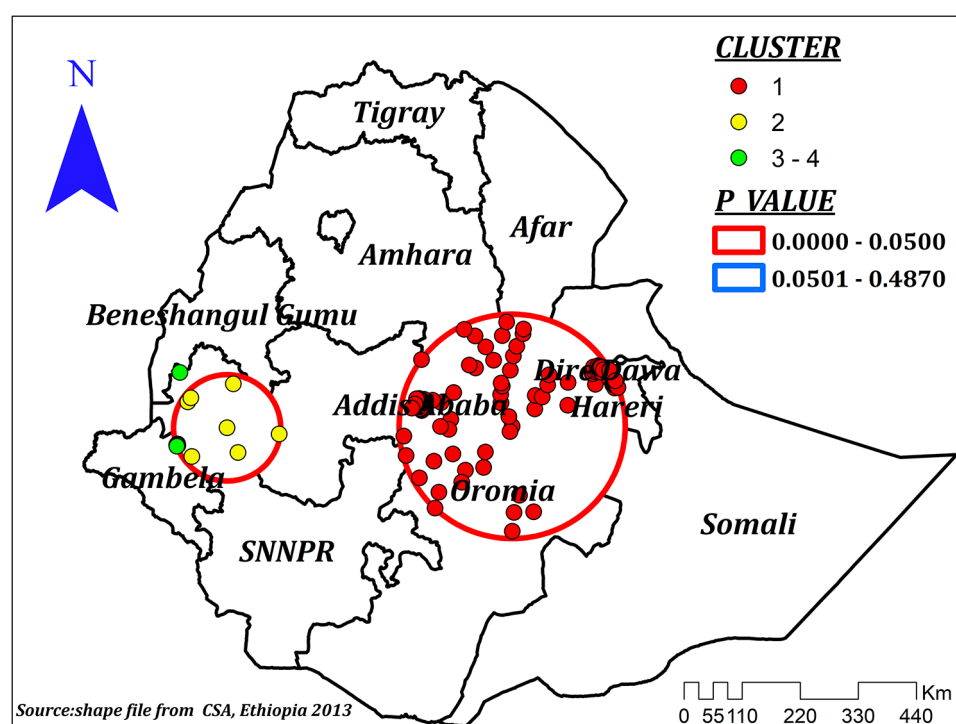 N
CLUSTER
1
2
3 - 4
P VALUE
0.0000 - 0.0500
0.0501 - 0.4870
Tigray
Afar
Amhara
Beneshangul Gumu
Dire Dawa
Addis Ababa
Hareri
Gambela
Oromia
Somali
SNNPR
Source:shape file from CSA, Ethiopia 2013
Km
0 55 110 220 330 440